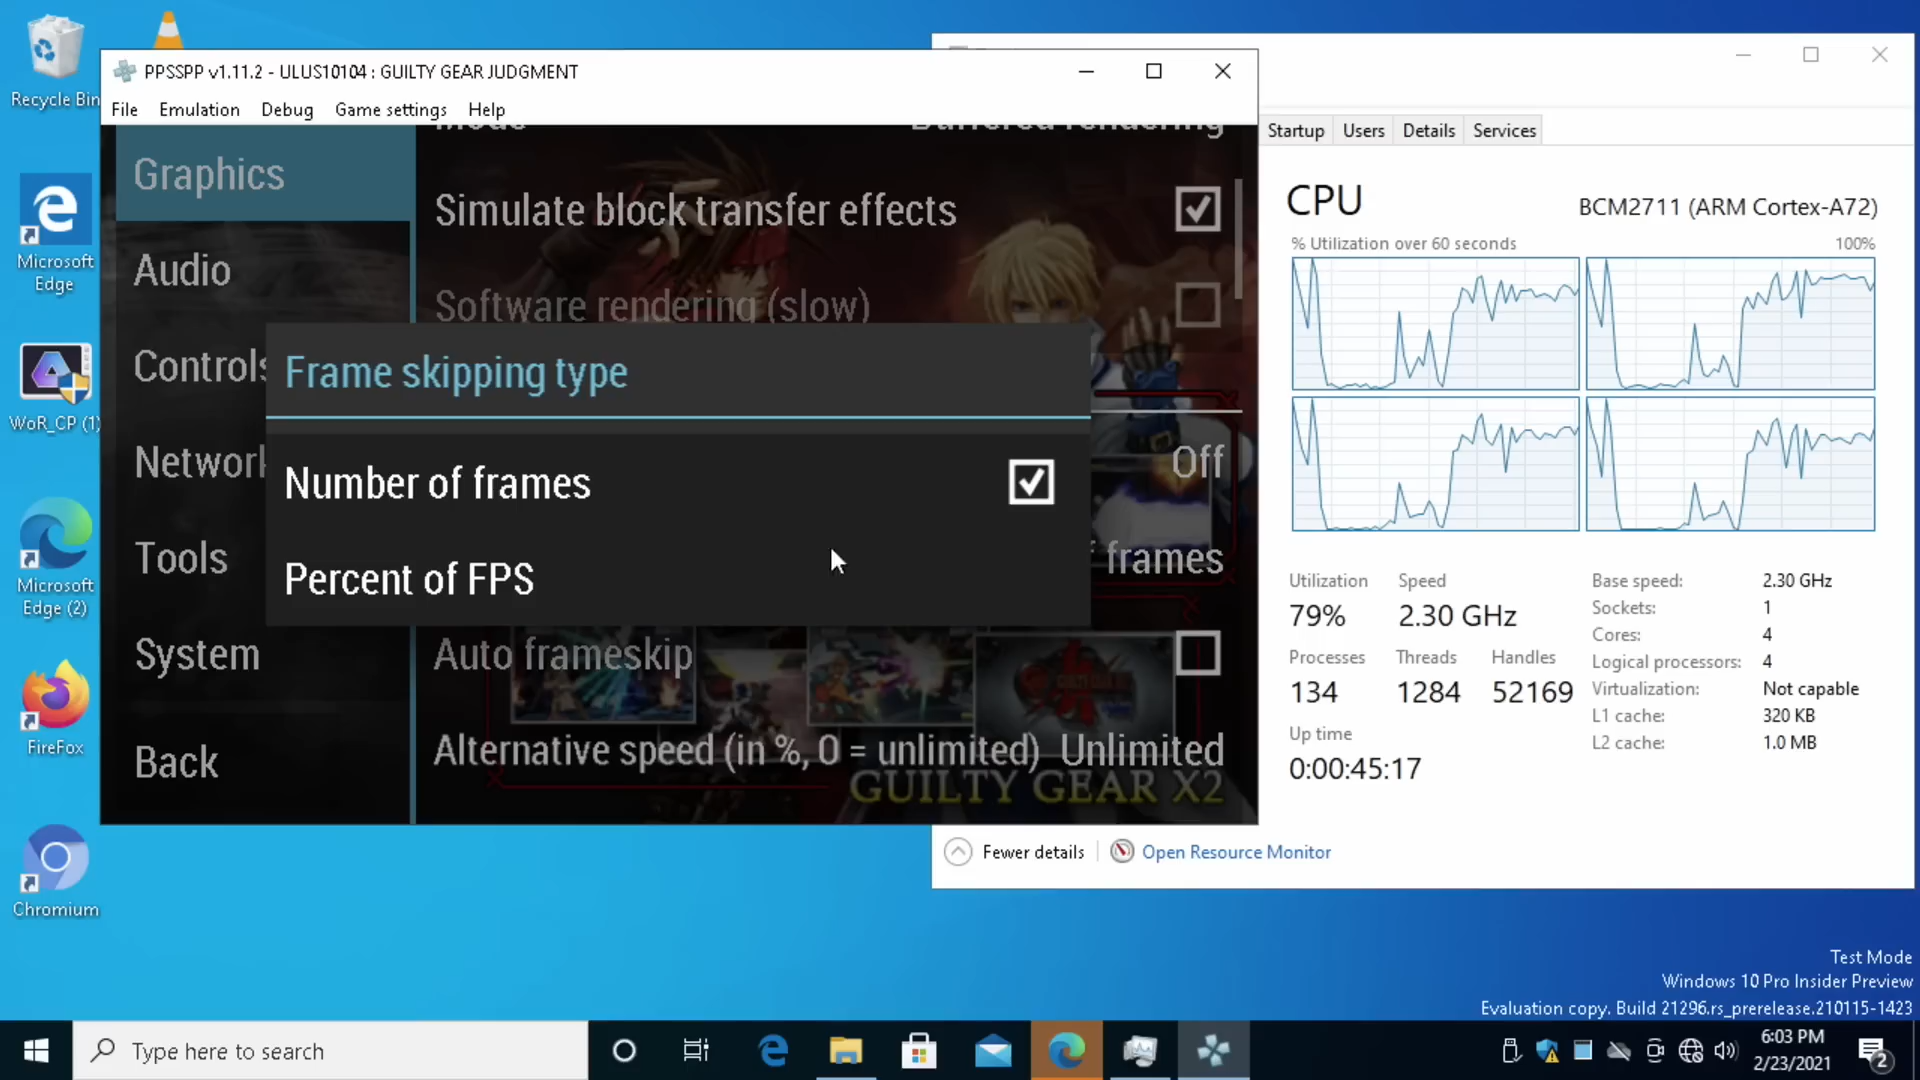 Recycle Bin
Microsoft
Edge
WoR_CP (1)
Microsoft
Edge (2)
FireFox
Chromium
PPSSPP v1.11.2 - ULUS10104 : GUILTY GEAR JUDGMENT
File Emulation Debug Game settings Help
Graphics
Audio
Controls
Network
Tools
System
Back
Mode Buffered rendering
Simulate block transfer effects
Software rendering (slow)
Frame skipping type
Number of frames
Percent of FPS
Off
frames
Auto frameskip
Alternative speed (in %, 0 = unlimited) Unlimited
GUILTY GEAR X2
Startup Users Details Services
CPU BCM2711 (ARM Cortex-A72)
% Utilization over 60 seconds 100%
Utilization Speed
79% 2.30 GHz
Processes Threads Handles
134 1284 52169
Up time
0:00:45:17
Base speed: 2.30 GHz
Sockets: 1
Cores: 4
Logical processors: 4
Virtualization: Not capable
L1 cache: 320 KB
L2 cache: 1.0 MB
Fewer details Open Resource Monitor
Test Mode
Windows 10 Pro Insider Preview
Evaluation copy. Build 21296.rs_prerelease.210115-1423
Type here to search
6:03 PM
2/23/2021
2